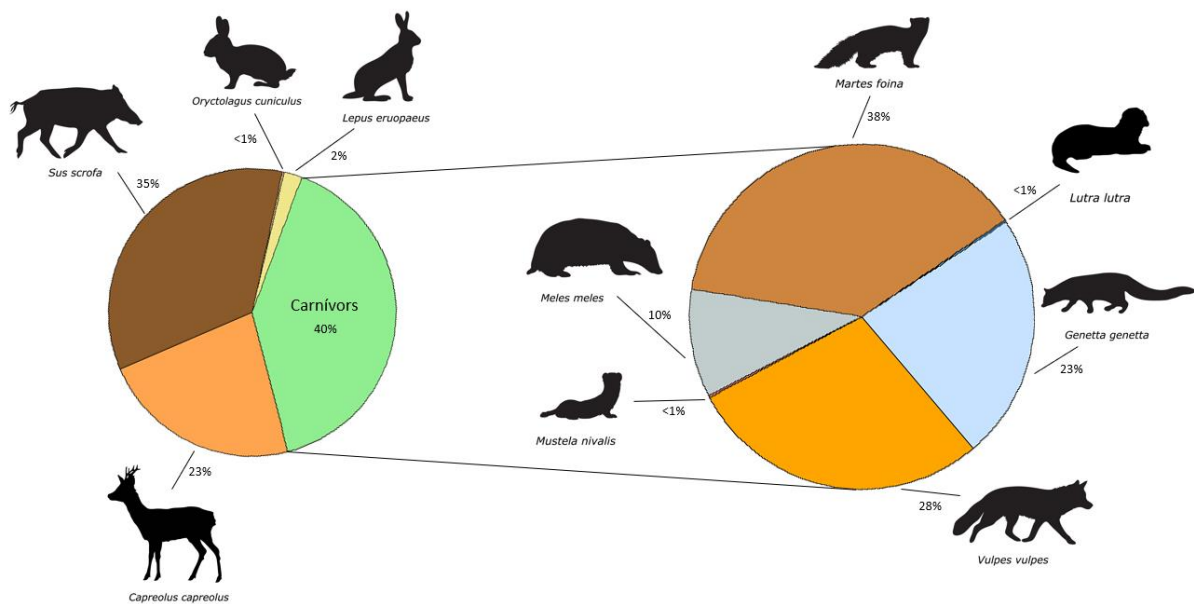 Oryctolagus cuniculus
Lepus eruopaeus
<1%
2%
Sus scrofa
35%
Carnívors
40%
23%
Capreolus capreolus
Martes foina
38%
<1%
Lutra lutra
Meles meles
10%
Genetta genetta
23%
<1%
Mustela nivalis
28%
Vulpes vulpes